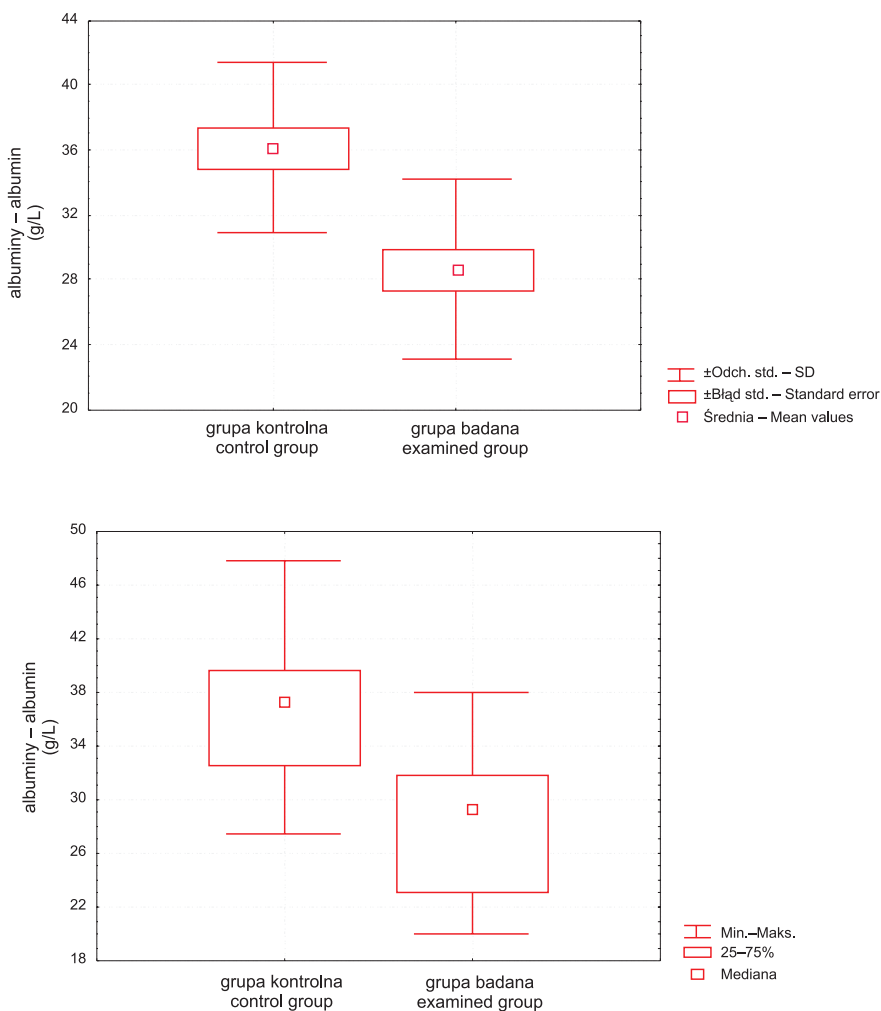 44
40
36
32
28
24
20
albuminy – albumin
(g/L)
grupa kontrolna
control group
grupa badana
examined group
±Odch. std. – SD
±Błąd std. – Standard error
Średnia – Mean values
50
46
42
38
34
30
26
22
18
albuminy – albumin
(g/L)
grupa kontrolna
control group
grupa badana
examined group
Min.–Maks.
25–75%
Mediana